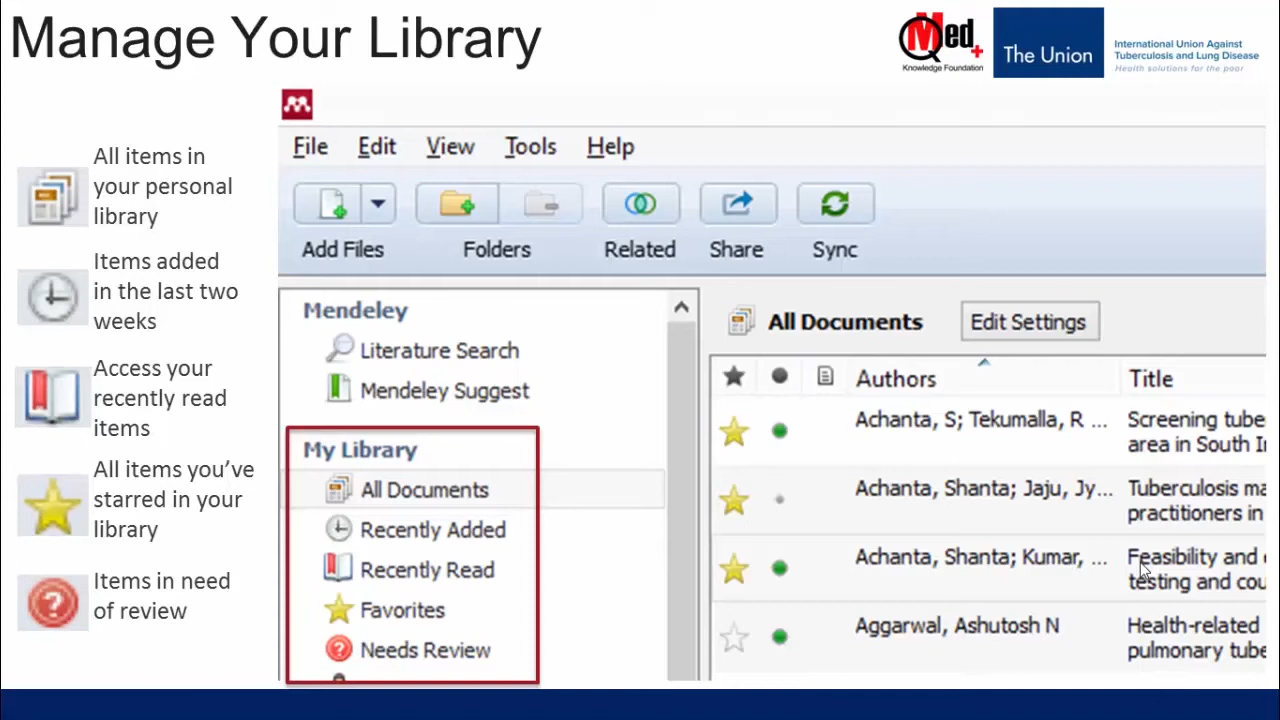 Manage Your Library
QMed+
Knowledge Foundation
The Union
International Union Against
Tuberculosis and Lung Disease
Health solutions for the poor
All items in
your personal
library
Items added
in the last two
weeks
Access your
recently read
items
All items you've
starred in your
library
Items in need
of review
File Edit View Tools Help
Add Files Folders Related Share Sync
Mendeley
Literature Search
Mendeley Suggest
My Library
All Documents
Recently Added
Recently Read
Favorites
Needs Review
All Documents Edit Settings
Authors Title
Achanta, S; Tekumalla, R ... Screening tube
area in South I
Achanta, Shanta; Jaju, Jy... Tuberculosis ma
practitioners in
Achanta, Shanta; Kumar, ... Feasibility and
testing and cou
Aggarwal, Ashutosh N Health-related
pulmonary tube